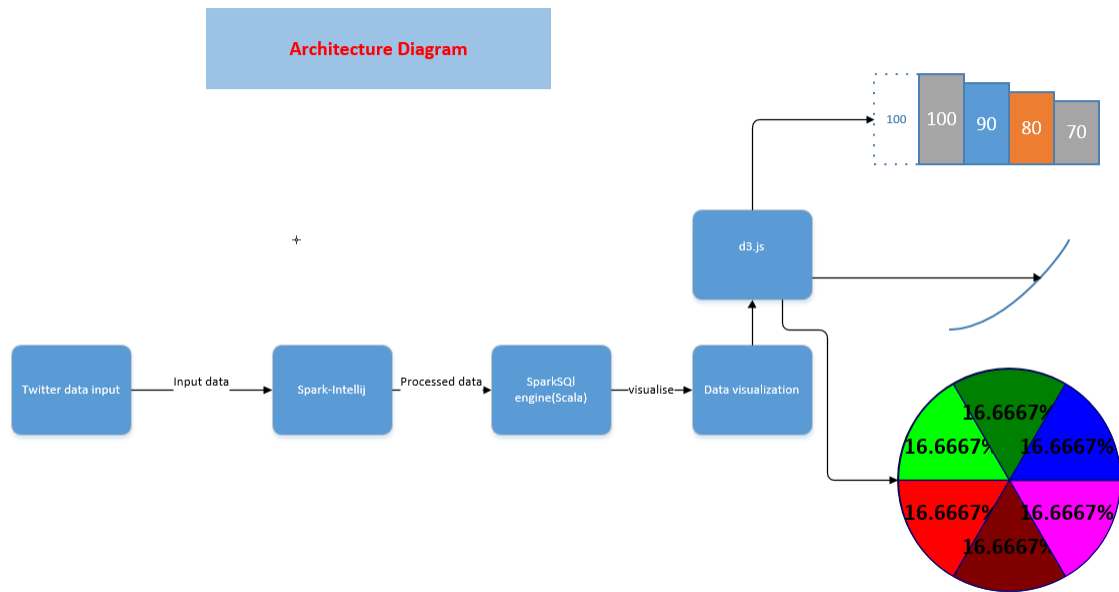 Architecture Diagram
100
100
90
80
70
d3.js
Twitter data input
Input data
Spark-Intellij
Processed data
SparkSQl
engine(Scala)
visualise
Data visualization
16.6667%
16.6667%
16.6667%
16.6667%
16.6667%
16.6667%